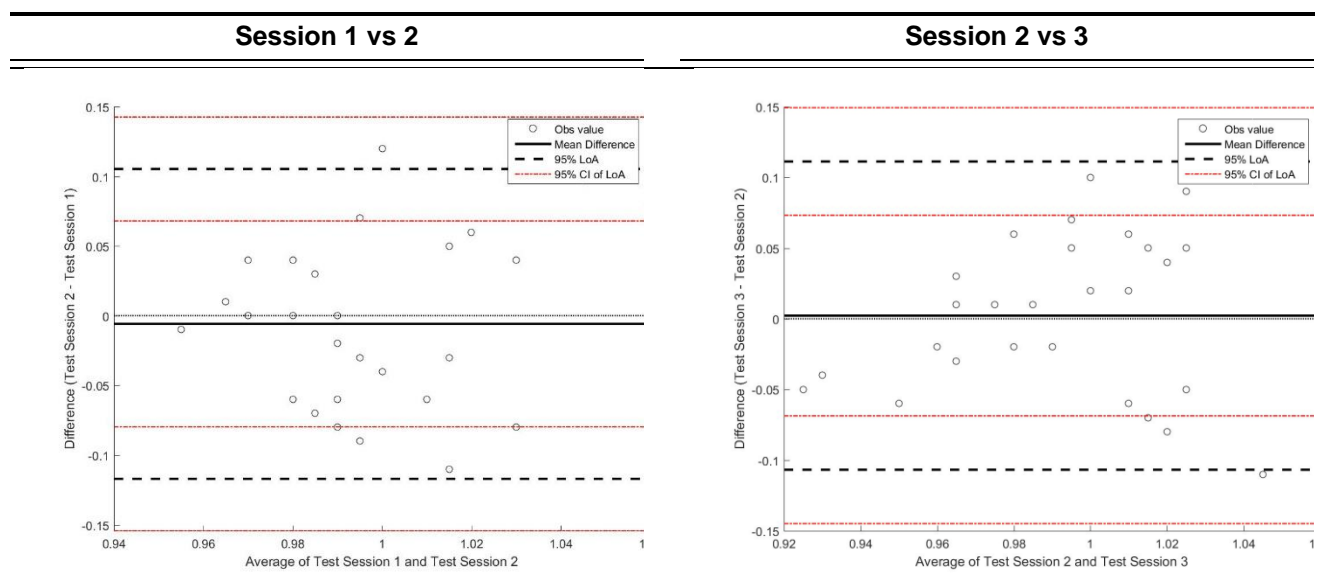 Session 1 vs 2
Session 2 vs 3
0.15
0.1
0.05
0
-0.05
-0.1
-0.15
Difference (Test Session 2 - Test Session 1)
Obs value
Mean Difference
95% LoA
95% CI of LoA
0.94 0.96 0.98 1 1.02 1.04 1
Average of Test Session 1 and Test Session 2
0.15
0.1
0.05
0
-0.05
-0.1
-0.15
Difference (Test Session 3 - Test Session 2)
Obs value
Mean Difference
95% LoA
95% CI of LoA
0.92 0.94 0.96 0.98 1 1.02 1.04 1
Average of Test Session 2 and Test Session 3